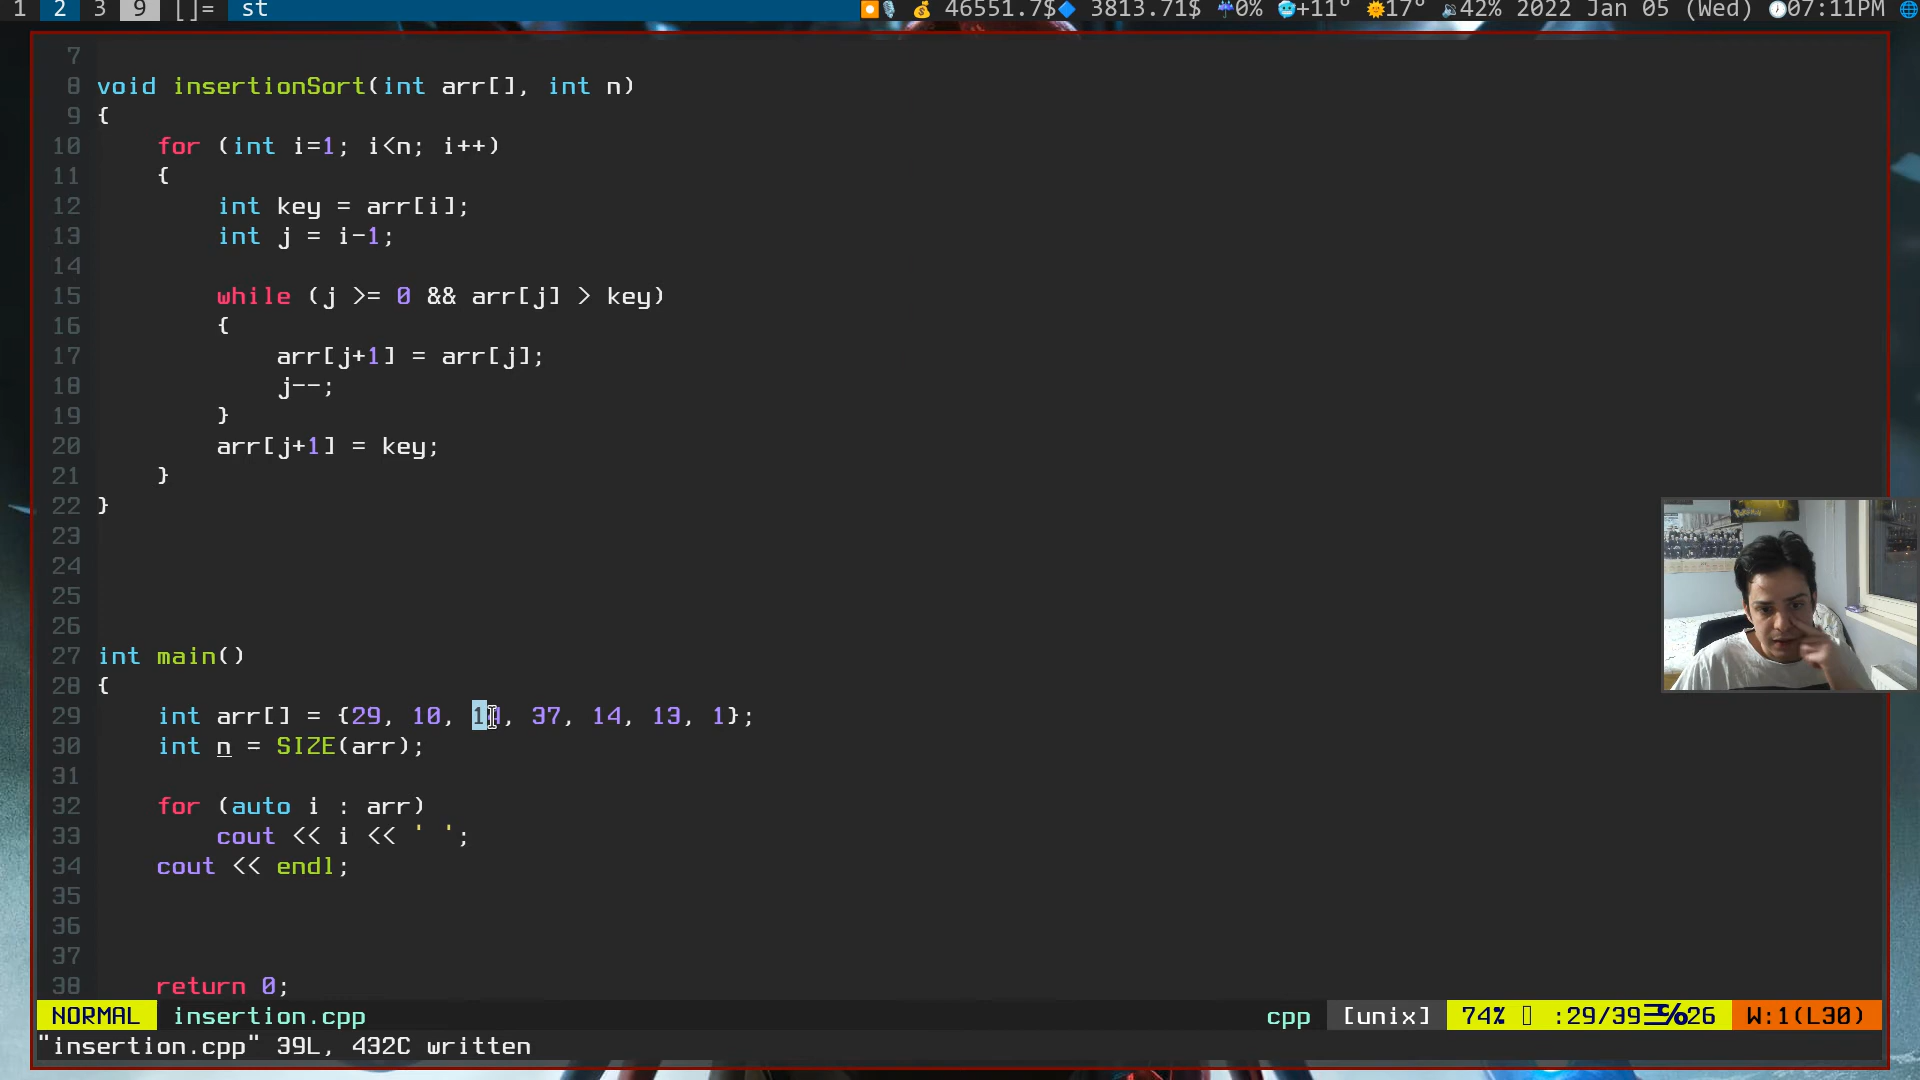 1 2 3 9 []= st 46551.7$ 3813.71$ 0% +11° 17° 42% 2022 Jan 05 (Wed) 07:11PM
7
8 void insertionSort(int arr[], int n)
9 {
10 for (int i=1; i<n; i++)
11 {
12 int key = arr[i];
13 int j = i-1;
14
15 while (j >= 0 && arr[j] > key)
16 {
17 arr[j+1] = arr[j];
18 j--;
19 }
20 arr[j+1] = key;
21 }
22 }
23
24
25
26
27 int main()
28 {
29 int arr[] = {29, 10, 14, 37, 14, 13, 1};
30 int n = SIZE(arr);
31
32 for (auto i : arr)
33 cout << i << ' ';
34 cout << endl;
35
36
37
38 return 0;
NORMAL insertion.cpp cpp [unix] 74% :29/39 26 W:1(L30)
"insertion.cpp" 39L, 432C written